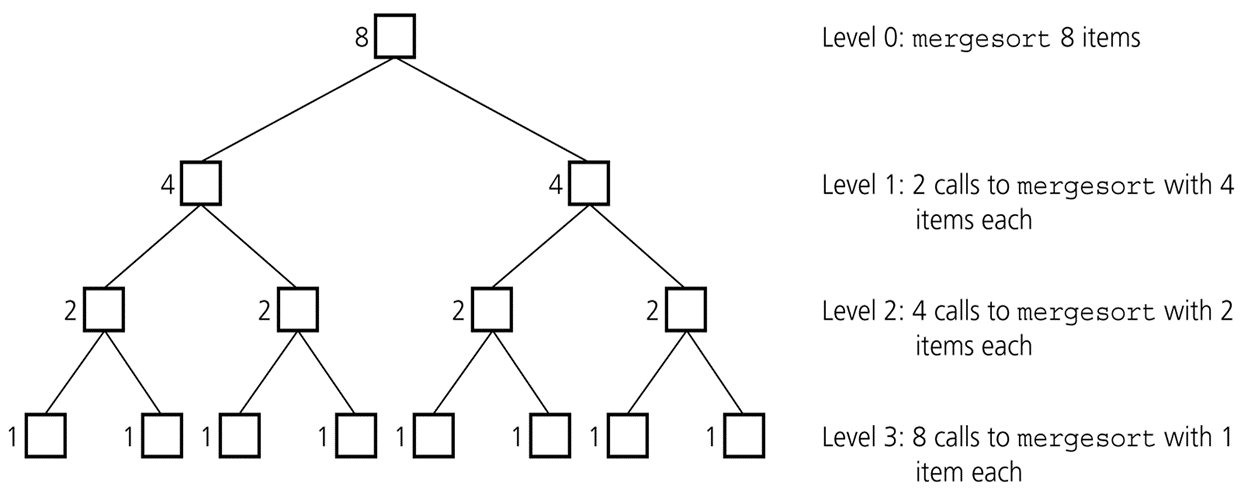 8 Level 0: mergesort 8 items
4 4 Level 1: 2 calls to mergesort with 4
items each
2 2 2 2 Level 2: 4 calls to mergesort with 2
items each
1 1 1 1 1 1 1 1 Level 3: 8 calls to mergesort with 1
item each